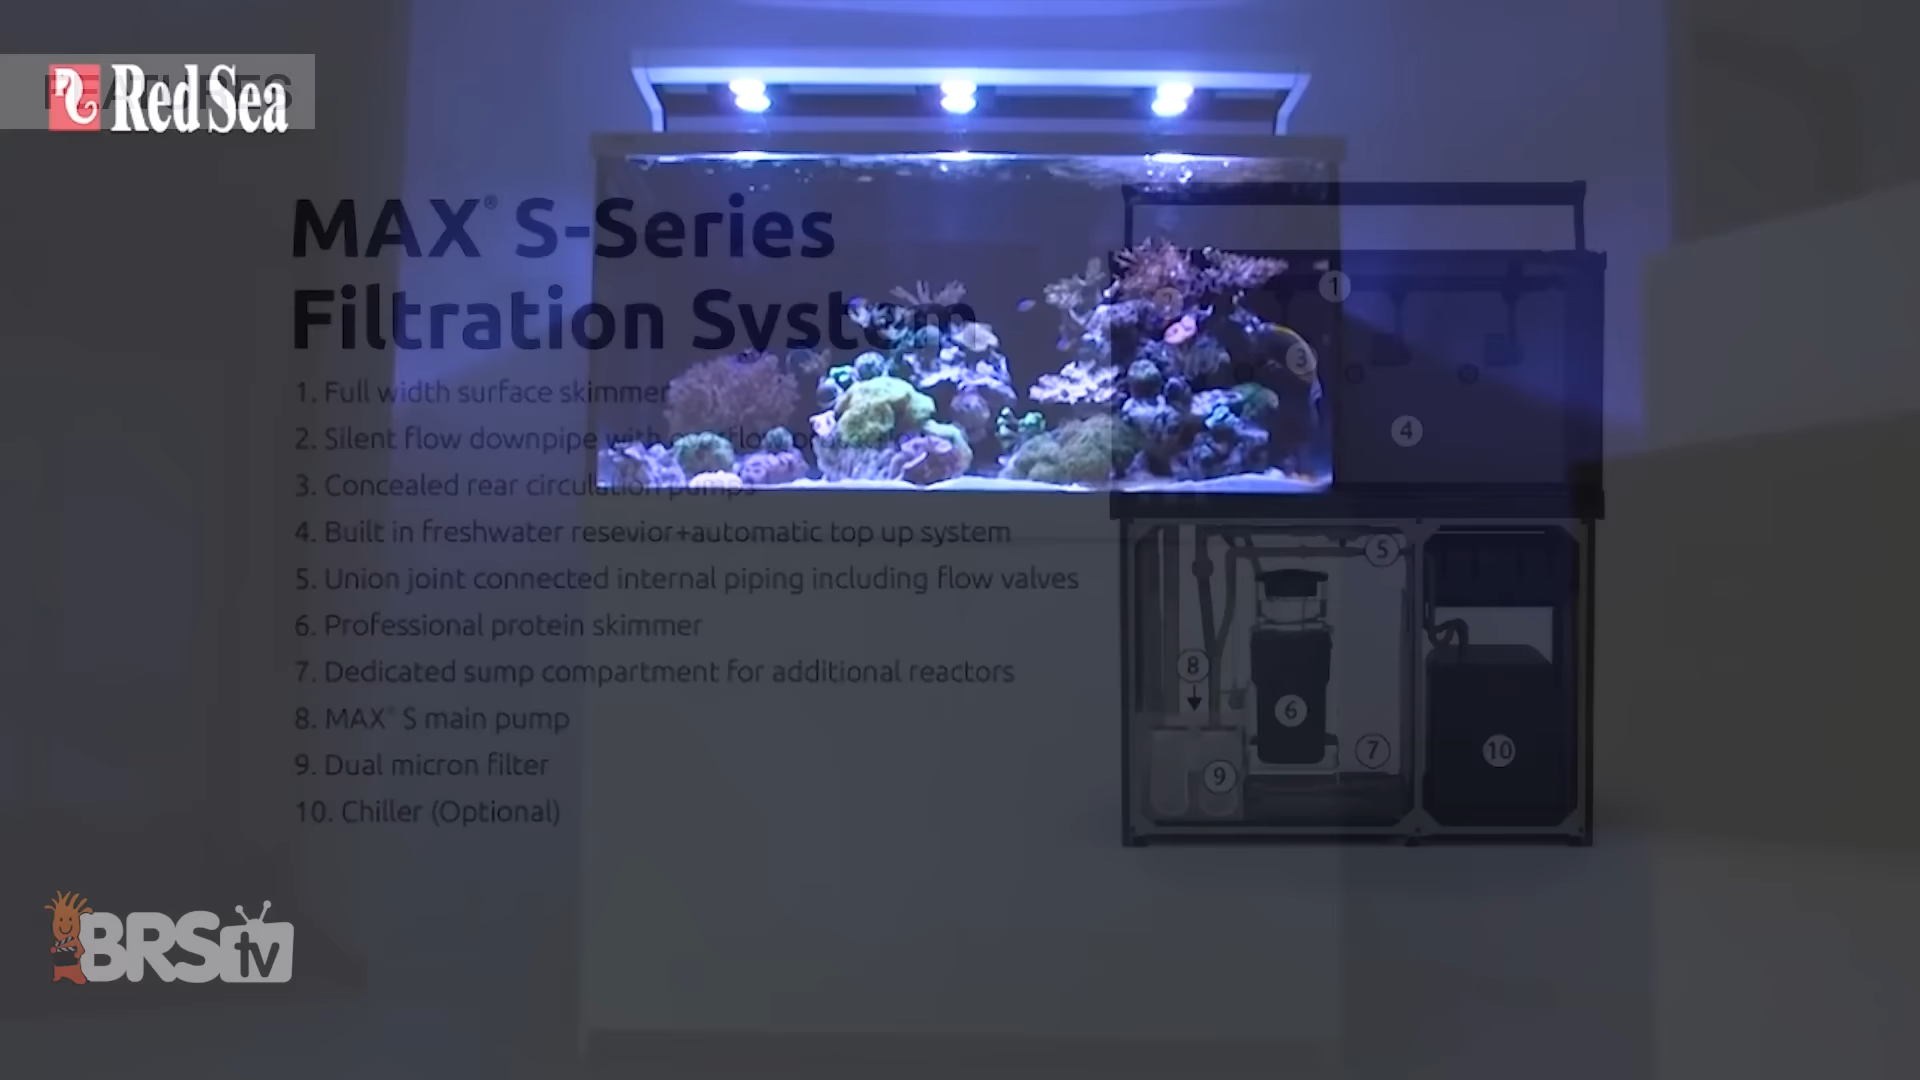 FEATURES
Red Sea
MAX® S-Series
Filtration System
1. Full width surface skimmer
2. Silent flow downpipe with overflow
3. Concealed rear circulation pumps
4. Built in freshwater resevior+automatic top up system
5. Union joint connected internal piping including flow valves
6. Professional protein skimmer
7. Dedicated sump compartment for additional reactors
8. MAX® S main pump
9. Dual micron filter
10. Chiller (Optional)
1
2
3
4
5
8
6
7
9
10
BRStv